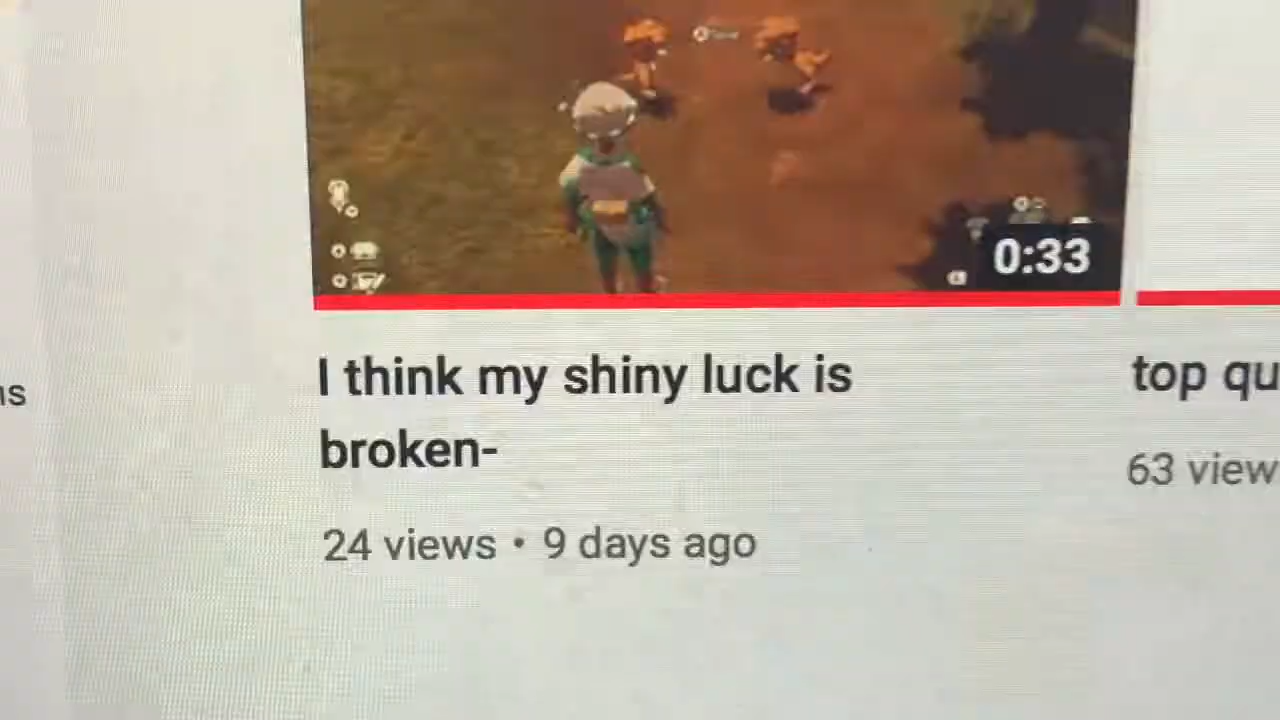 0:33
I think my shiny luck is
broken-
24 views • 9 days ago
top qu
63 view